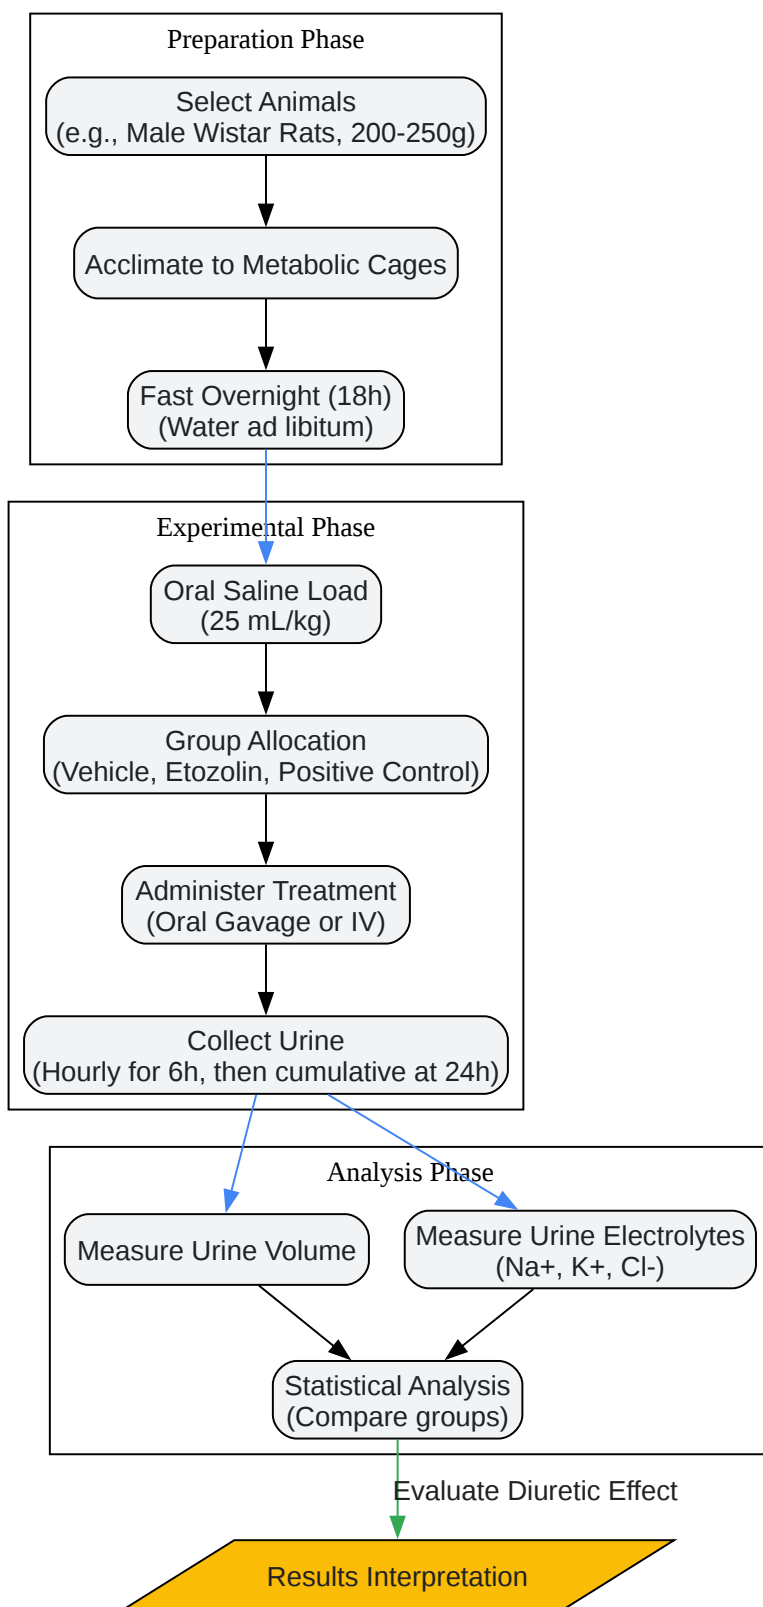 Preparation Phase
Select Animals
(e.g., Male Wistar Rats, 200-250g)
Acclimate to Metabolic Cages
Fast Overnight (18h)
(Water ad libitum)
Experimental Phase
Oral Saline Load
(25 mL/kg)
Group Allocation
(Vehicle, Etozolin, Positive Control)
Administer Treatment
(Oral Gavage or IV)
Collect Urine
(Hourly for 6h, then cumulative at 24h)
Analysis Phase
Measure Urine Volume
Measure Urine Electrolytes
(Na+, K+, Cl-)
Statistical Analysis
(Compare groups)
Evaluate Diuretic Effect
Results Interpretation